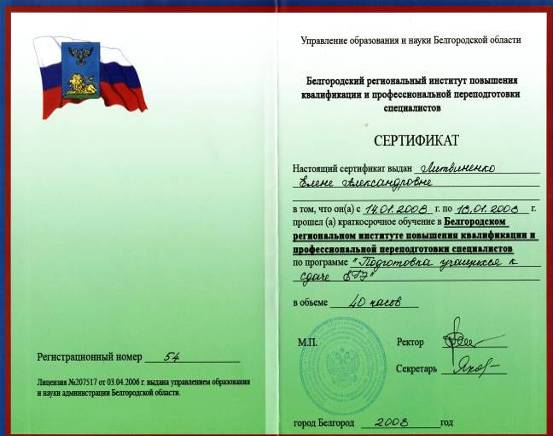 Регистрационный номер 54
Лицензия №207517 от 03.04.2006 г. выдана управлением образования
и науки администрации Белгородской области.
Управление образования и науки Белгородской области
Белгородский региональный институт повышения
квалификации и профессиональной переподготовки
специалистов
СЕРТИФИКАТ
Настоящий сертификат выдан Литвиненко
Елене Александровне
в том, что он(а) с 14.01.2008 г. по 18.01.2008 г.
прошел (а) краткосрочное обучение в Белгородском
региональном институте повышения квалификации и
профессиональной переподготовки специалистов
по программе "Подготовка учащихся к
сдаче ЕГЭ"
в объеме 40 часов
М.П. Ректор
Секретарь
город Белгород 2008 год